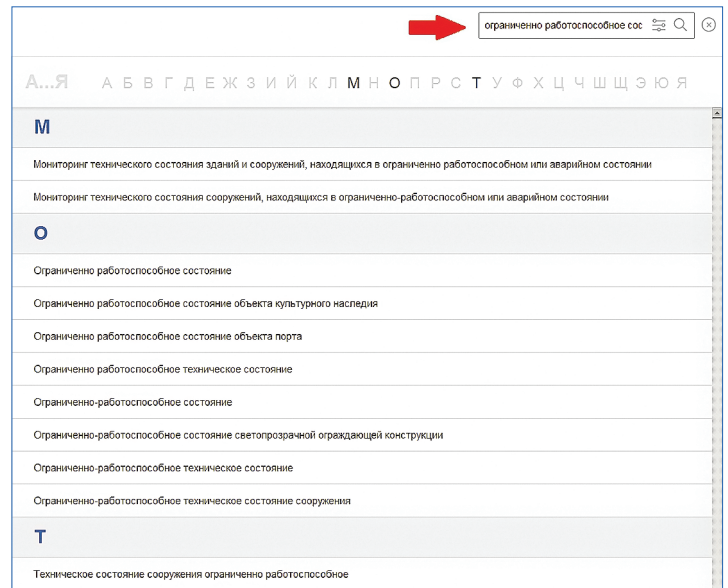 ограниченно работоспособное сос
А...Я А Б В Г Д Е Ж З И Й К Л М Н О П Р С Т У Ф Х Ц Ч Ш Щ Э Ю Я
М
Мониторинг технического состояния зданий и сооружений, находящихся в ограниченно работоспособном или аварийном состоянии
Мониторинг технического состояния сооружений, находящихся в ограниченно-работоспособном или аварийном состоянии
О
Ограниченно работоспособное состояние
Ограниченно работоспособное состояние объекта культурного наследия
Ограниченно работоспособное состояние объекта порта
Ограниченно работоспособное техническое состояние
Ограниченно-работоспособное состояние
Ограниченно-работоспособное состояние светопрозрачной ограждающей конструкции
Ограниченно-работоспособное техническое состояние
Ограниченно-работоспособное техническое состояние сооружения
Т
Техническое состояние сооружения ограниченно работоспособное